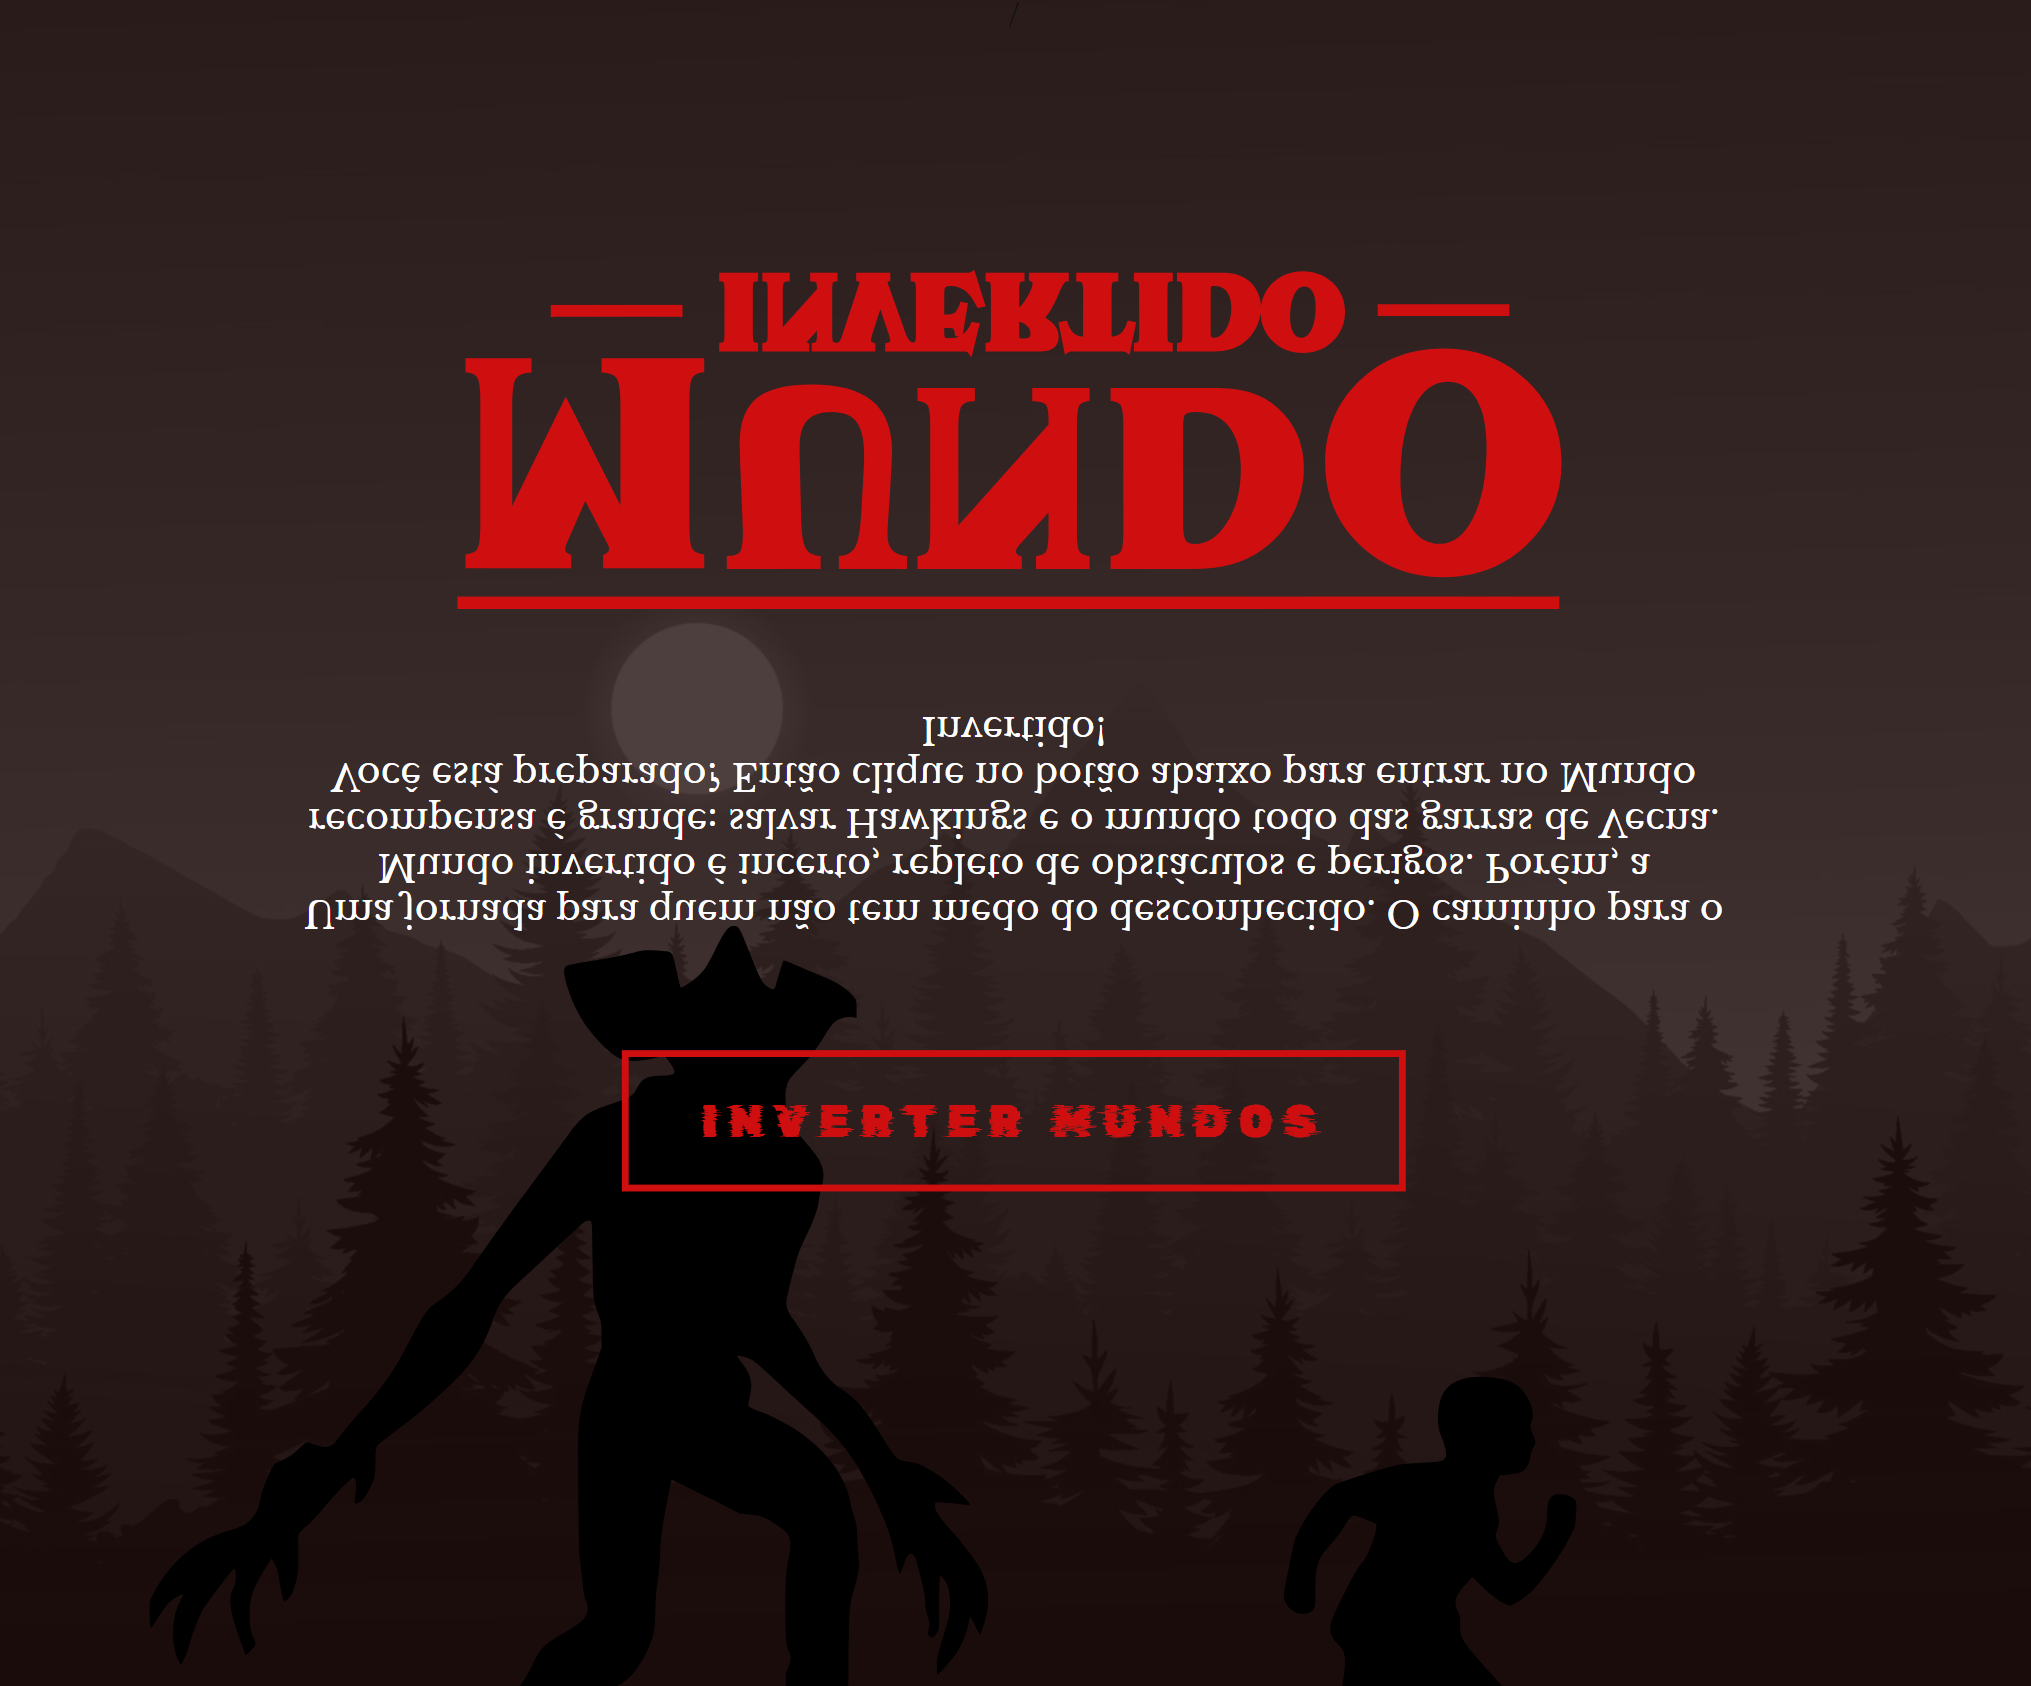 MUNDO
INVERTIDO
Uma jornada para quem não tem medo do desconhecido. O caminho para o
Mundo invertido é incerto, repleto de obstáculos e perigos. Porém, a
recompensa é grande: salvar Hawkings e o mundo todo das garras de Vecna.
Você está preparado? Então clique no botão abaixo para entrar no Mundo
Invertido!
INVERTER MUNDOS